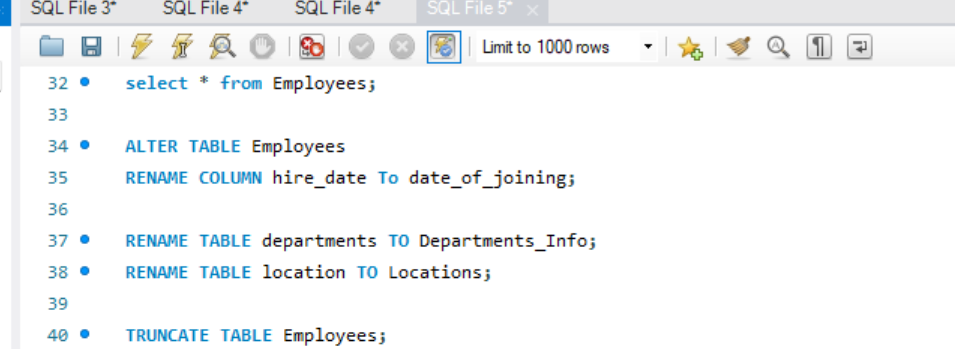 SQL File 3* SQL File 4* SQL File 4* SQL File 5*
Limit to 1000 rows
32 select * from Employees;
33
34 ALTER TABLE Employees
35 RENAME COLUMN hire_date To date_of_joining;
36
37 RENAME TABLE departments TO Departments_Info;
38 RENAME TABLE location TO Locations;
39
40 TRUNCATE TABLE Employees;